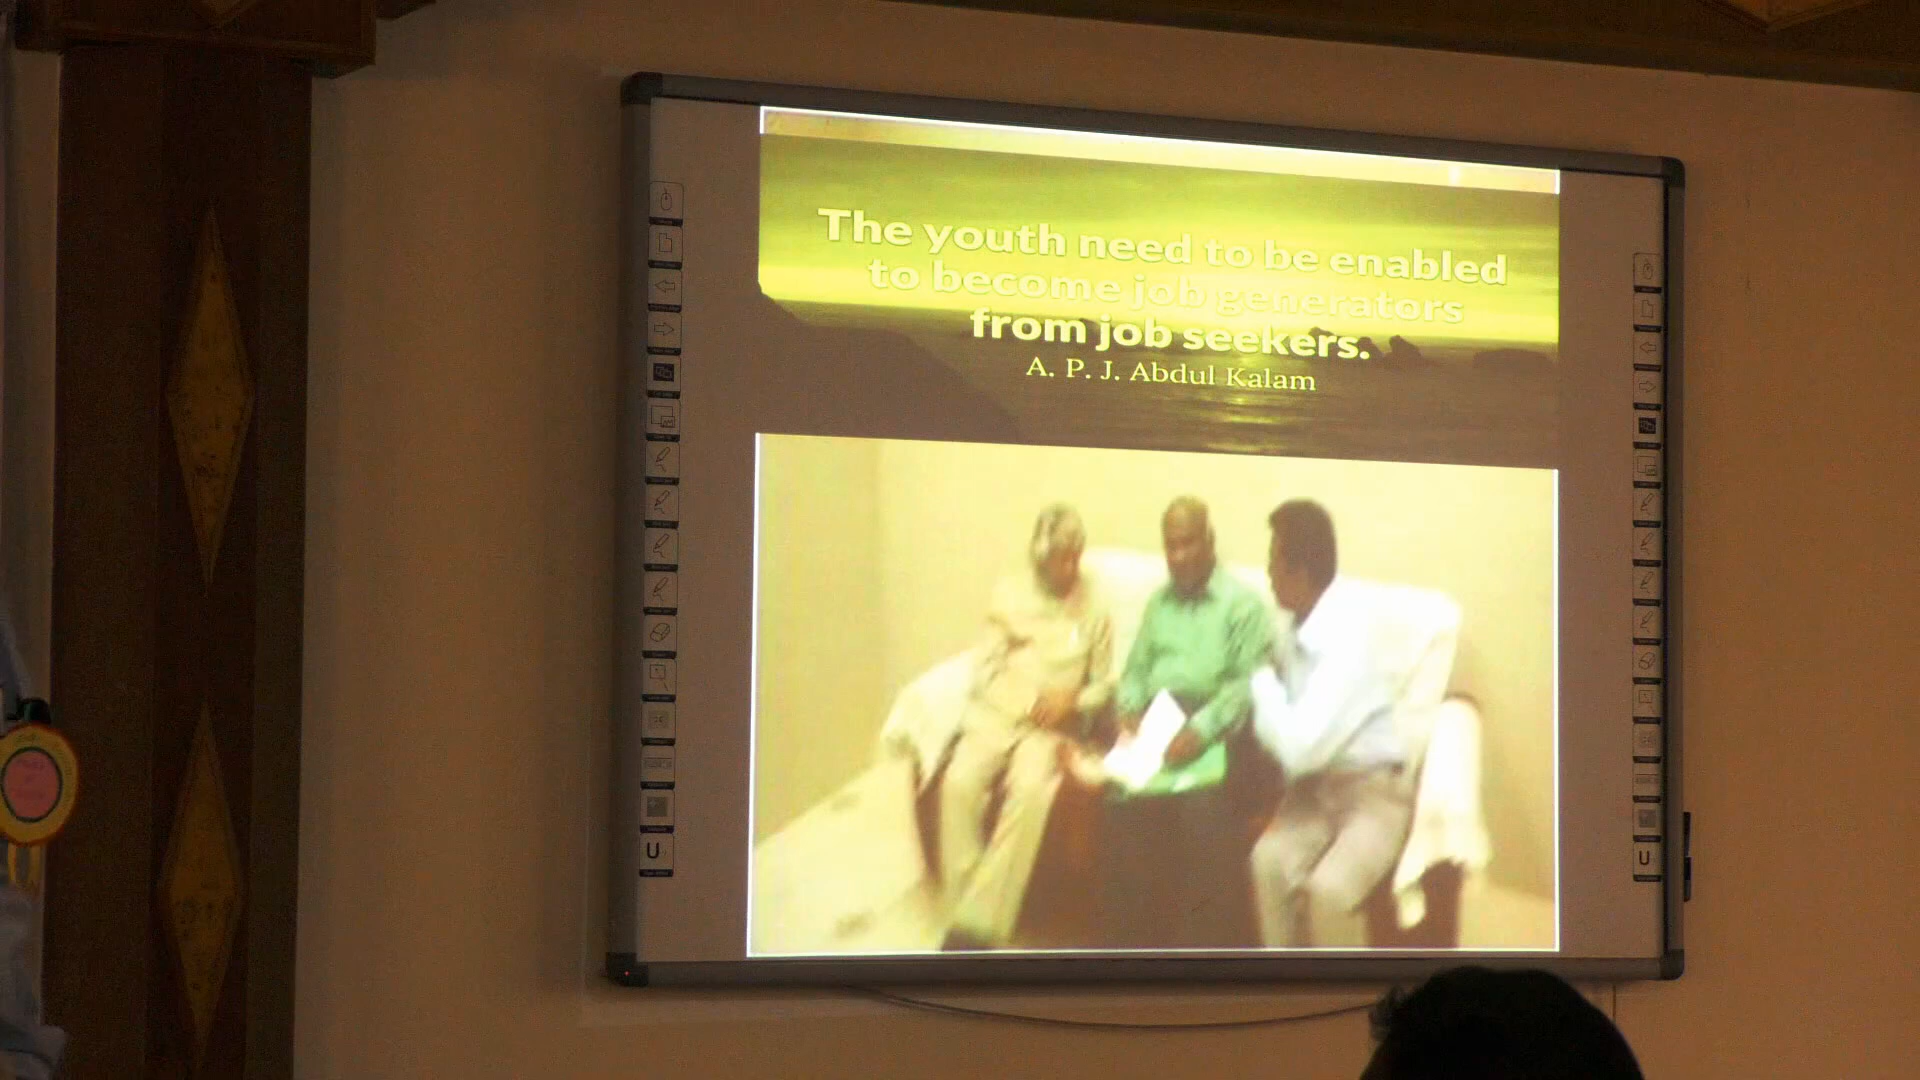 The youth need to be enabled
to become job generators
from job seekers.
A. P. J. Abdul Kalam
U
U